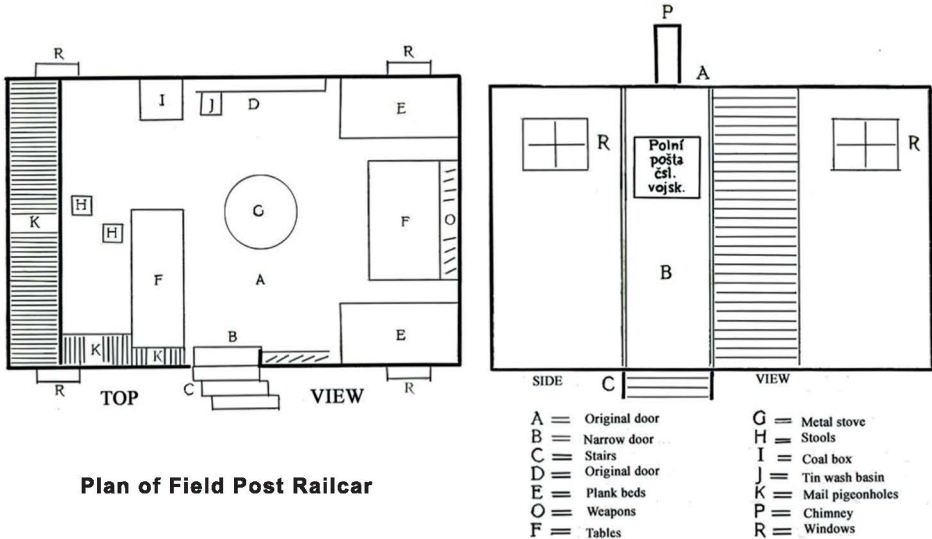 R R
I J D E
K H H G F O
F A
B E
K K
R C R
TOP VIEW
Plan of Field Post Railcar
P
A
R R
Polní
pošta
čsl.
vojsk.
B
SIDE C VIEW
A = Original door
B = Narrow door
C = Stairs
D = Original door
E = Plank beds
O = Weapons
F = Tables
G = Metal stove
H = Stools
I = Coal box
J = Tin wash basin
K = Mail pigeonholes
P = Chimney
R = Windows